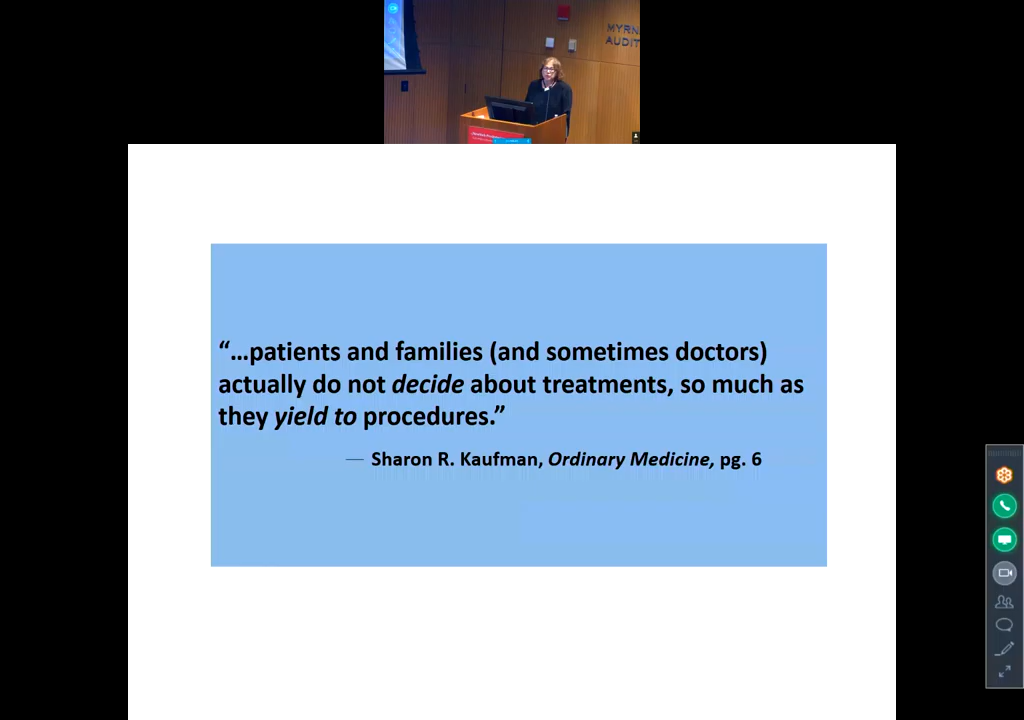 MYRN
AUDIT
“…patients and families (and sometimes doctors)
actually do not decide about treatments, so much as
they yield to procedures.”
— Sharon R. Kaufman, Ordinary Medicine, pg. 6